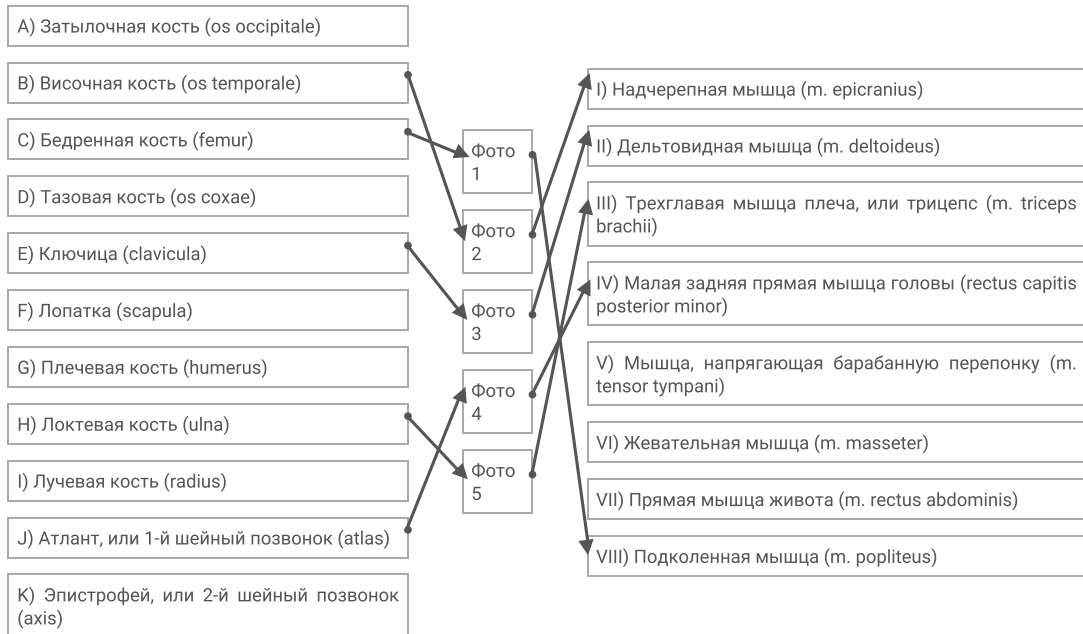 A) Затылочная кость (os occipitale)
B) Височная кость (os temporale)
C) Бедренная кость (femur)
D) Тазовая кость (os coxae)
E) Ключица (clavicula)
F) Лопатка (scapula)
G) Плечевая кость (humerus)
H) Локтевая кость (ulna)
I) Лучевая кость (radius)
J) Атлант, или 1-й шейный позвонок (atlas)
K) Эпистрофей, или 2-й шейный позвонок
(axis)
Фото
1
Фото
2
Фото
3
Фото
4
Фото
5
I) Надчерепная мышца (m. epicranius)
II) Дельтовидная мышца (m. deltoideus)
III) Трехглавая мышца плеча, или трицепс (m. triceps
brachii)
IV) Малая задняя прямая мышца головы (rectus capitis
posterior minor)
V) Мышца, напрягающая барабанную перепонку (m.
tensor tympani)
VI) Жевательная мышца (m. masseter)
VII) Прямая мышца живота (m. rectus abdominis)
VIII) Подколенная мышца (m. popliteus)